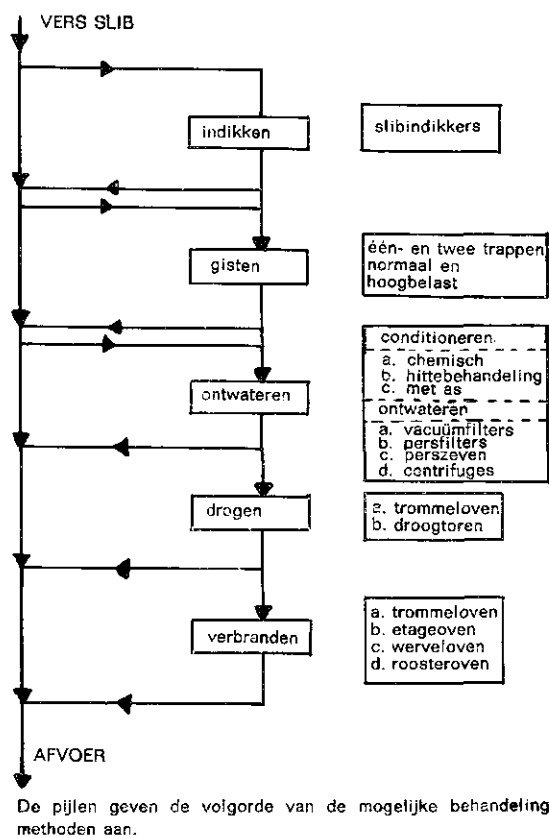 VERS SLIB
indikken
slibindikkers
gisten
één- en twee trappen
normaal en
hoogbelast
ontwateren
conditioneren
a. chemisch
b. hittebehandeling
c. met as
ontwateren
a. vacuümfilters
b. persfilters
c. perszeven
d. centrifuges
drogen
a. trommeloven
b. droogtoren
verbranden
a. trommeloven
b. etageoven
c. werveloven
d. roosteroven
AFVOER
De pijlen geven de volgorde van de mogelijke behandeling
methoden aan.